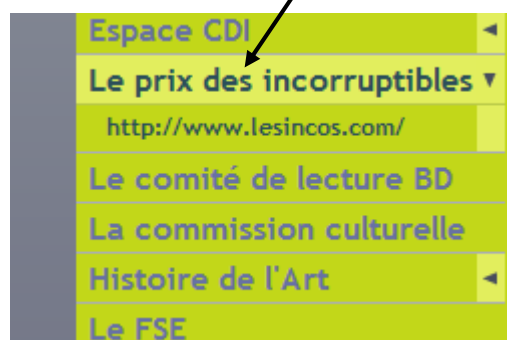 Espace CDI
Le prix des incorruptibles
http://www.lesincos.com/
Le comité de lecture BD
La commission culturelle
Histoire de l'Art
Le FSE